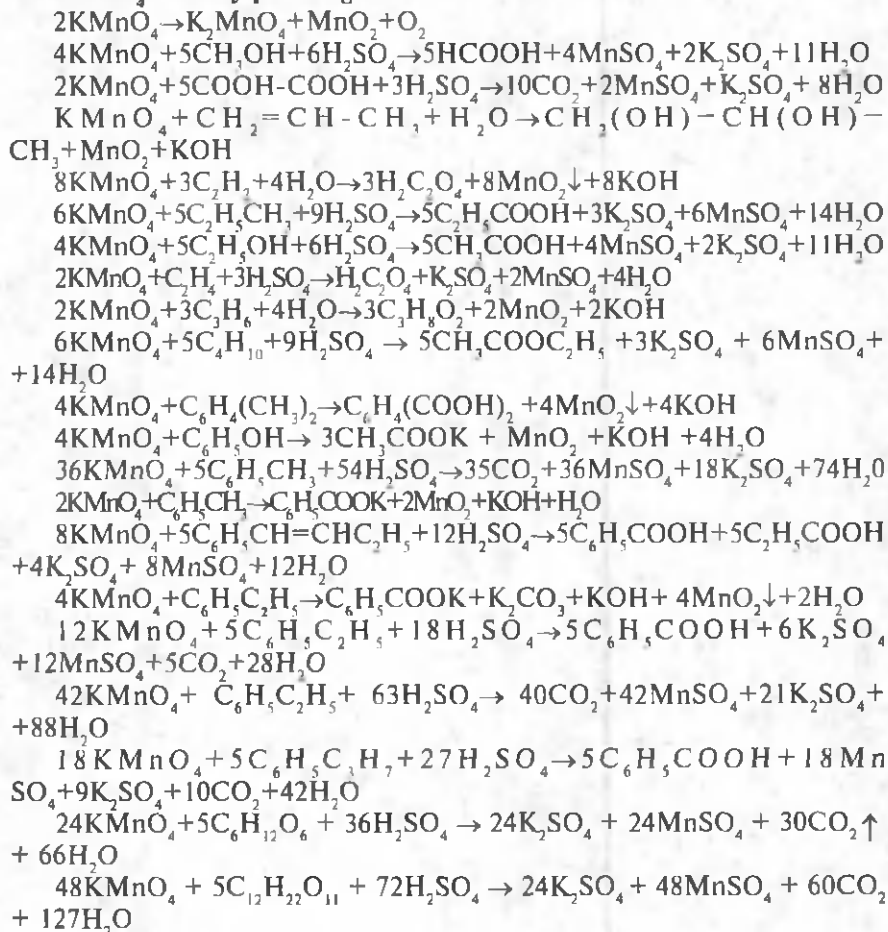 2KMnO₄→K₂MnO₄+MnO₂+O₂
4KMnO₄+5CH₃OH+6H₂SO₄→5HCOOH+4MnSO₄+2K₂SO₄+11H₂O
2KMnO₄+5COOH-COOH+3H₂SO₄→10CO₂+2MnSO₄+K₂SO₄+ 8H₂O
KMnO₄+CH₂=CH-CH₃+H₂O→CH₂(OH)−CH(OH)−
CH₃+MnO₂+KOH
8KMnO₄+3C₂H₂+4H₂O→3H₂C₂O₄+8MnO₂↓+8KOH
6KMnO₄+5C₂H₅CH₃+9H₂SO₄→5C₂H₅COOH+3K₂SO₄+6MnSO₄+14H₂O
4KMnO₄+5C₂H₅OH+6H₂SO₄→5CH₃COOH+4MnSO₄+2K₂SO₄+11H₂O
2KMnO₄+C₂H₄+3H₂SO₄→H₂C₂O₄+K₂SO₄+2MnSO₄+4H₂O
2KMnO₄+3C₃H₆+4H₂O→3C₃H₈O₂+2MnO₂+2KOH
6KMnO₄+5C₄H₁₀+9H₂SO₄ → 5CH₃COOC₂H₅ +3K₂SO₄ + 6MnSO₄+
+14H₂O
4KMnO₄+C₆H₄(CH₃)₂→C₆H₄(COOH)₂ +4MnO₂↓+4KOH
4KMnO₄+C₆H₅OH→ 3CH₃COOK + MnO₂ +KOH +4H₂O
36KMnO₄+5C₆H₅CH₃+54H₂SO₄→35CO₂+36MnSO₄+18K₂SO₄+74H₂0
2KMnO₄+C₆H₅CH₃→C₆H₅COOK+2MnO₂+KOH+H₂O
8KMnO₄+5C₆H₅CH=CHC₂H₅+12H₂SO₄→5C₆H₅COOH+5C₂H₅COOH
+4K₂SO₄+ 8MnSO₄+12H₂O
4KMnO₄+C₆H₅C₂H₅→C₆H₅COOK+K₂CO₃+KOH+ 4MnO₂↓+2H₂O
12KMnO₄+5C₆H₅C₂H₅+18H₂SO₄→5C₆H₅COOH+6K₂SO₄
+12MnSO₄+5CO₂+28H₂O
42KMnO₄+ C₆H₅C₂H₅+ 63H₂SO₄→ 40CO₂+42MnSO₄+21K₂SO₄+
+88H₂O
18KMnO₄+5C₆H₅C₃H₇+27H₂SO₄→5C₆H₅COOH+18Mn
SO₄+9K₂SO₄+10CO₂+42H₂O
24KMnO₄+5C₆H₁₂O₆ + 36H₂SO₄ → 24K₂SO₄ + 24MnSO₄ + 30CO₂↑
+ 66H₂O
48KMnO₄ + 5C₁₂H₂₂O₁₁ + 72H₂SO₄ → 24K₂SO₄ + 48MnSO₄ + 60CO₂
+ 127H₂O